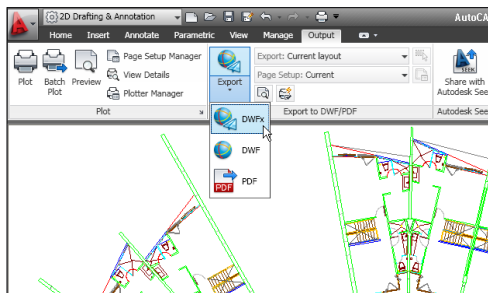 2D Drafting & Annotation
AutoCA
Home Insert Annotate Parametric View Manage Output
Plot
Batch Plot
Preview
Page Setup Manager
View Details
Plotter Manager
Export
Export: Current layout
Page Setup: Current
Share with
Autodesk See
Plot
Export to DWF/PDF
Autodesk See
DWFx
DWF
PDF
PDF